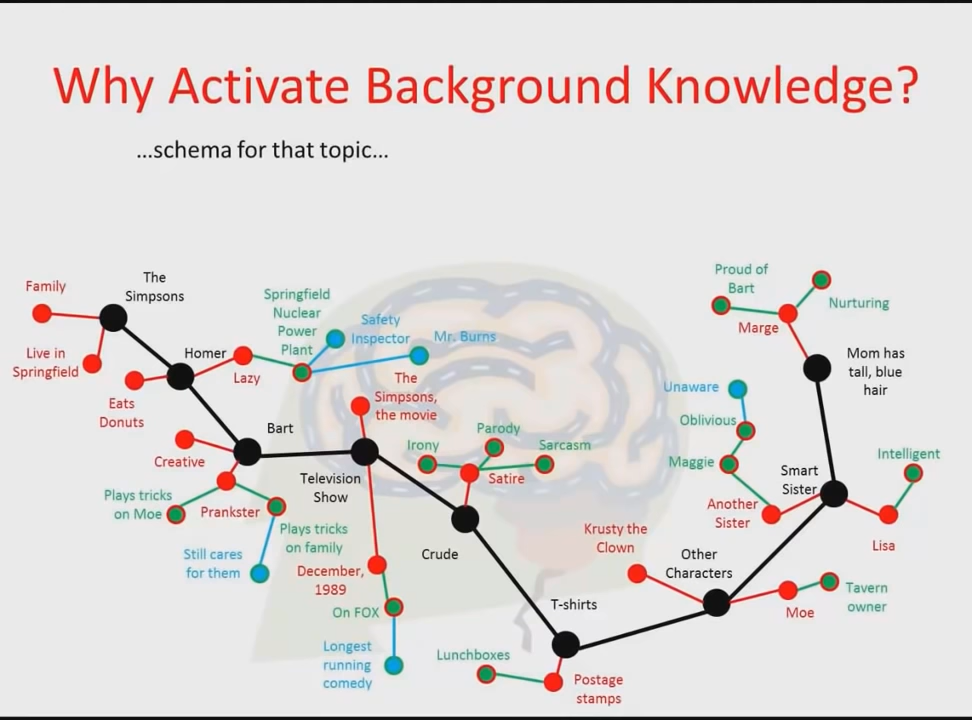 Why Activate Background Knowledge?
...schema for that topic...
Family
The
Simpsons
Live in
Springfield
Homer
Eats
Donuts
Lazy
Springfield
Nuclear
Power
Plant
Safety
Inspector
Mr. Burns
Bart
Creative
Plays tricks
on Moe
Prankster
Plays tricks
on family
Still cares
for them
The
Simpsons,
the movie
Television
Show
December,
1989
On FOX
Longest
running
comedy
Irony
Parody
Sarcasm
Satire
Crude
T-shirts
Lunchboxes
Postage
stamps
Krusty the
Clown
Other
Characters
Moe
Tavern
owner
Smart
Sister
Another
Sister
Maggie
Oblivious
Unaware
Lisa
Intelligent
Mom has
tall, blue
hair
Marge
Proud of
Bart
Nurturing